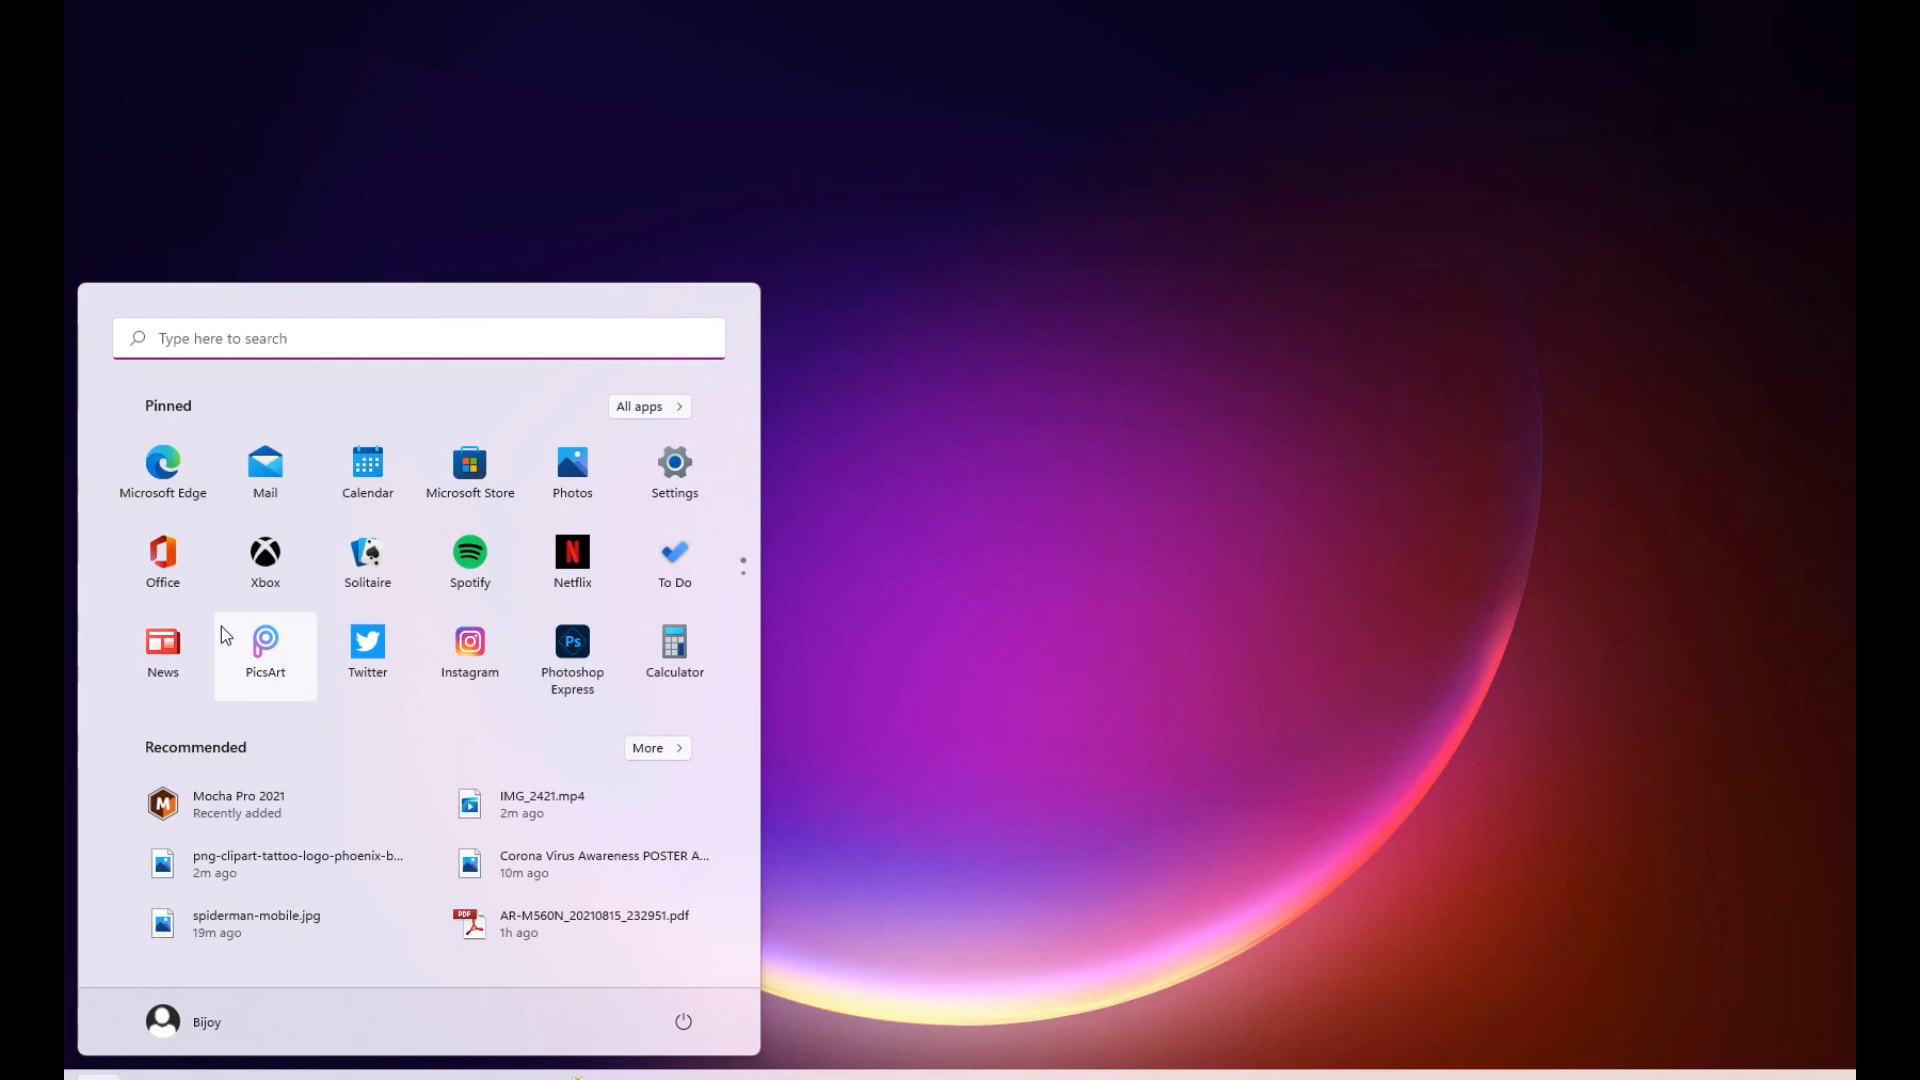 Type here to search
Pinned
All apps
Microsoft Edge
Mail
Calendar
Microsoft Store
Photos
Settings
Office
Xbox
Solitaire
Spotify
Netflix
To Do
News
PicsArt
Twitter
Instagram
Ps
Photoshop
Express
Calculator
Recommended
More
M
Mocha Pro 2021
Recently added
IMG_2421.mp4
2m ago
png-clipart-tattoo-logo-phoenix-b...
2m ago
Corona Virus Awareness POSTER A...
10m ago
spiderman-mobile.jpg
19m ago
PDF
AR-M560N_20210815_232951.pdf
1h ago
Bijoy